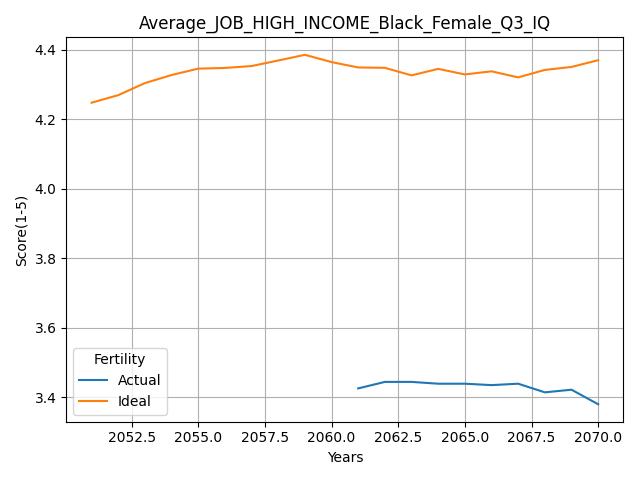 Average_JOB_HIGH_INCOME_Black_Female_Q3_IQ
4.4
4.2
4.0
3.8
3.6
3.4
Score(1-5)
Fertility
Actual
Ideal
2052.5 2055.0 2057.5 2060.0 2062.5 2065.0 2067.5 2070.0
Years